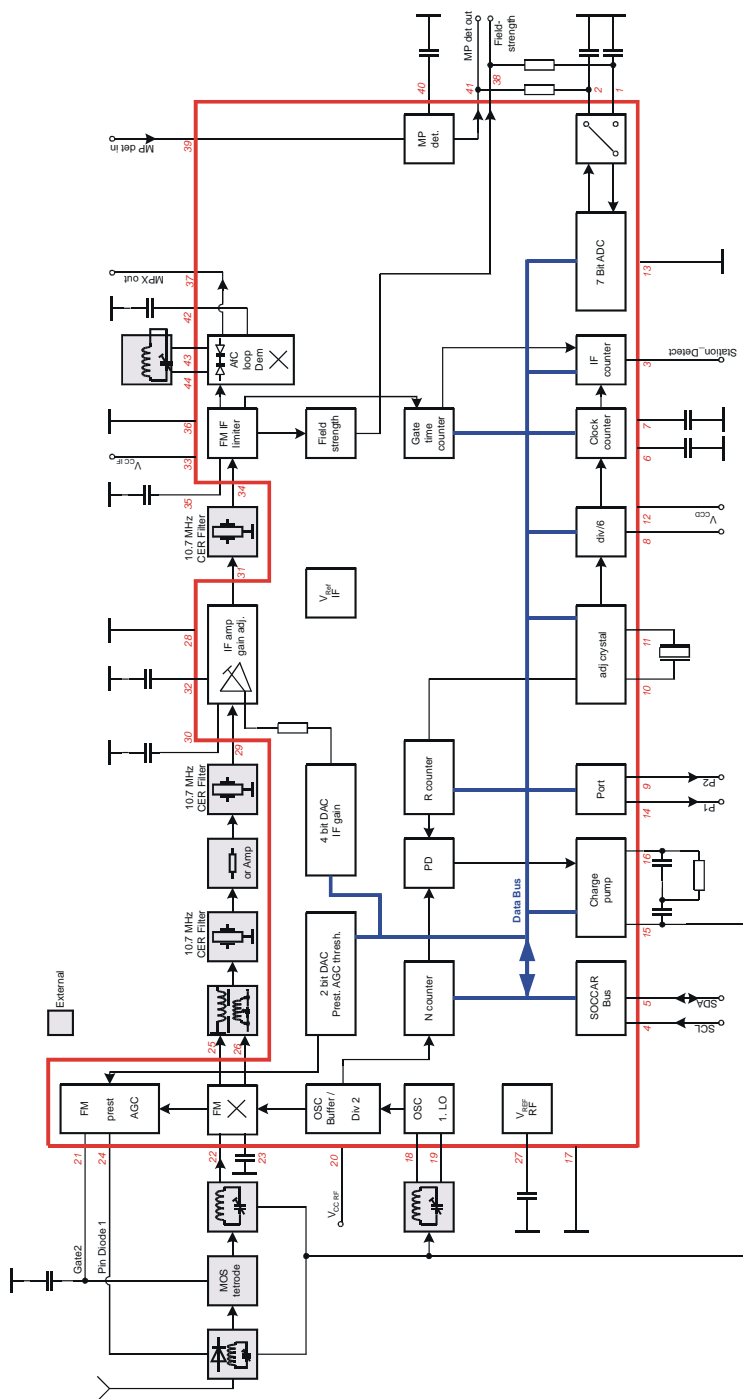 External
Gate2
Pin Diode 1
21
24
FM
prest
AGC
MOS
tetrode
22
23
FM
25
26
10.7 MHz
CER Filter
or Amp
10.7 MHz
CER Filter
29
30
32
28
IF amp
gain adj.
31
10.7 MHz
CER Filter
34
35
33
VCC IF
36
FM IF
limiter
44
43
AfC
loop
Dem
42
37
MPX out
39
MP det in
VCC RF
20
OSC
Buffer /
Div 2
2 bit DAC
Prest. AGC thresh.
4 bit DAC
IF gain
VRef
IF
Field
strength
18
19
OSC
1. LO
N counter
PD
R counter
Gate
time
counter
MP
det.
40
41
MP det out
38
Field-
strength
Data Bus
27
VREF
RF
17
SOCCAR
Bus
Charge
pump
Port
adj crystal
div/6
Clock
counter
IF
counter
7 Bit ADC
2
1
4
SCL
5
SDA
15
16
14
P1
9
P2
10
11
8
12
VCCD
6
7
3
Station_Detect
13